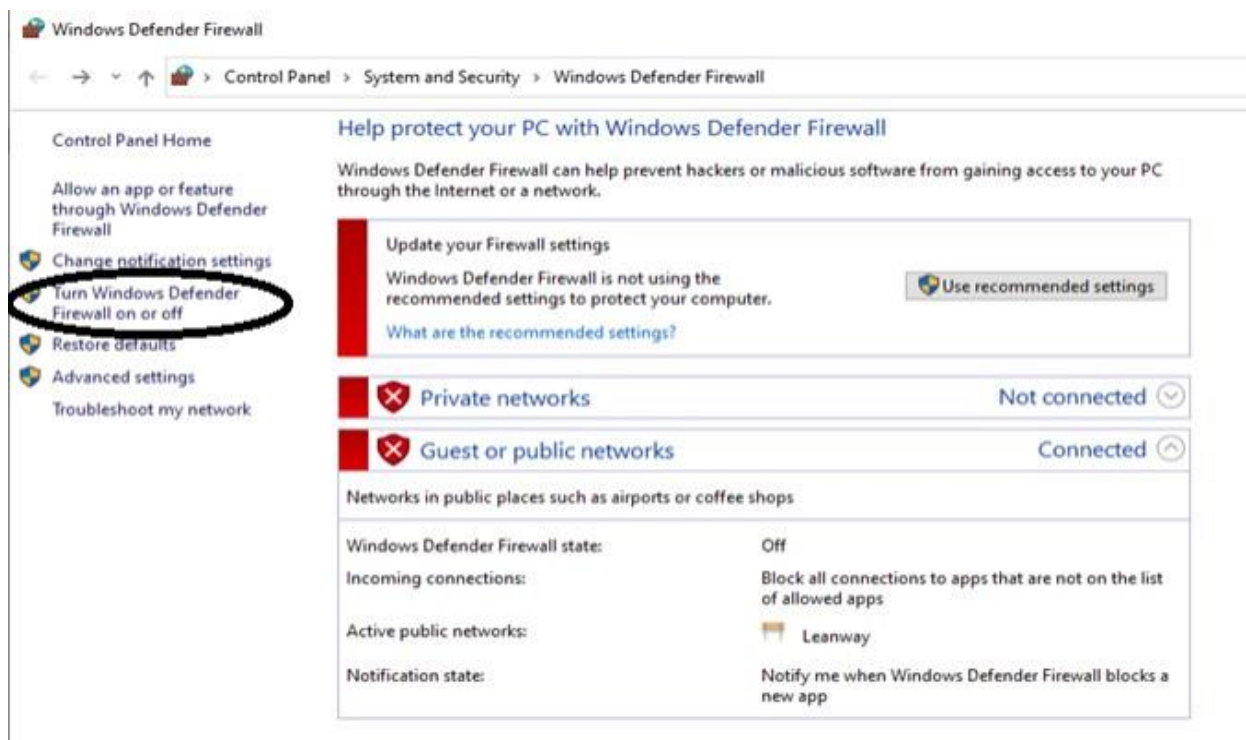 Windows Defender Firewall
Control Panel > System and Security > Windows Defender Firewall
Control Panel Home
Allow an app or feature
through Windows Defender
Firewall
Change notification settings
Turn Windows Defender
Firewall on or off
Restore defaults
Advanced settings
Troubleshoot my network
Help protect your PC with Windows Defender Firewall
Windows Defender Firewall can help prevent hackers or malicious software from gaining access to your PC
through the Internet or a network.
Update your Firewall settings
Windows Defender Firewall is not using the
recommended settings to protect your computer.
Use recommended settings
What are the recommended settings?
Private networks Not connected
Guest or public networks Connected
Networks in public places such as airports or coffee shops
Windows Defender Firewall state: Off
Incoming connections: Block all connections to apps that are not on the list
of allowed apps
Active public networks: Leanway
Notification state: Notify me when Windows Defender Firewall blocks a
new app